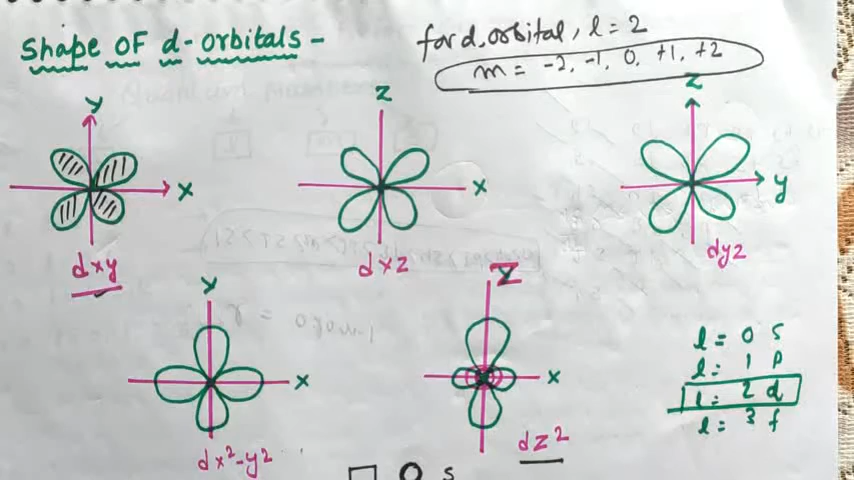 Shape OF d-orbitals -
for d.orbital, l = 2
m = -2, -1, 0, +1, +2
y
x
dxy
z
x
dxz
z
y
dyz
y
x
dx²-y²
z
x
dz²
l = 0 s
l = 1 p
l = 2 d
l = 3 f
s